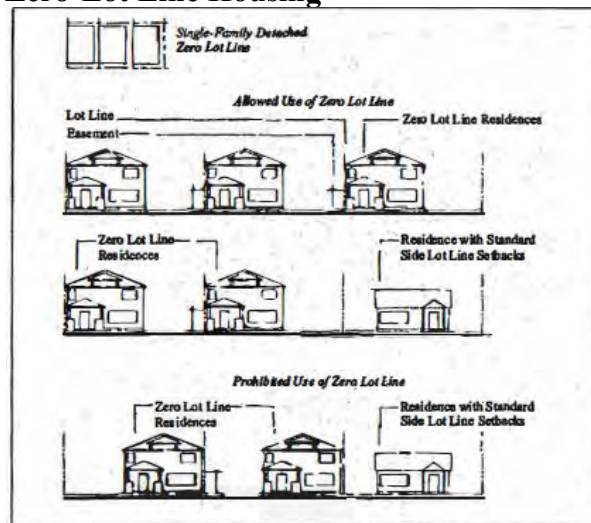 Zero Lot Line Housing
Single-Family Detached
Zero Lot Line
Allowed Use of Zero Lot Line
Lot Line
Easement
Zero Lot Line Residences
Zero Lot Line
Residences
Residence with Standard
Side Lot Line Setbacks
Prohibited Use of Zero Lot Line
Zero Lot Line
Residences
Residence with Standard
Side Lot Line Setbacks